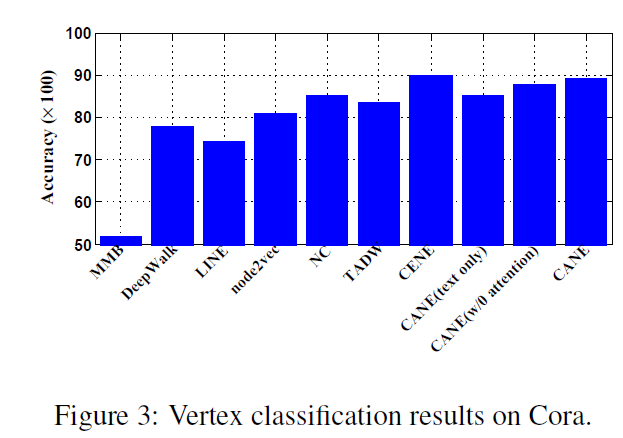 100
90
80
70
60
50
Accuracy (×100)
MMB
DeepWalk
LINE
node2vec
NC
TADW
CENE
CANE(text only)
CANE(w/0 attention)
CANE
Figure 3: Vertex classification results on Cora.